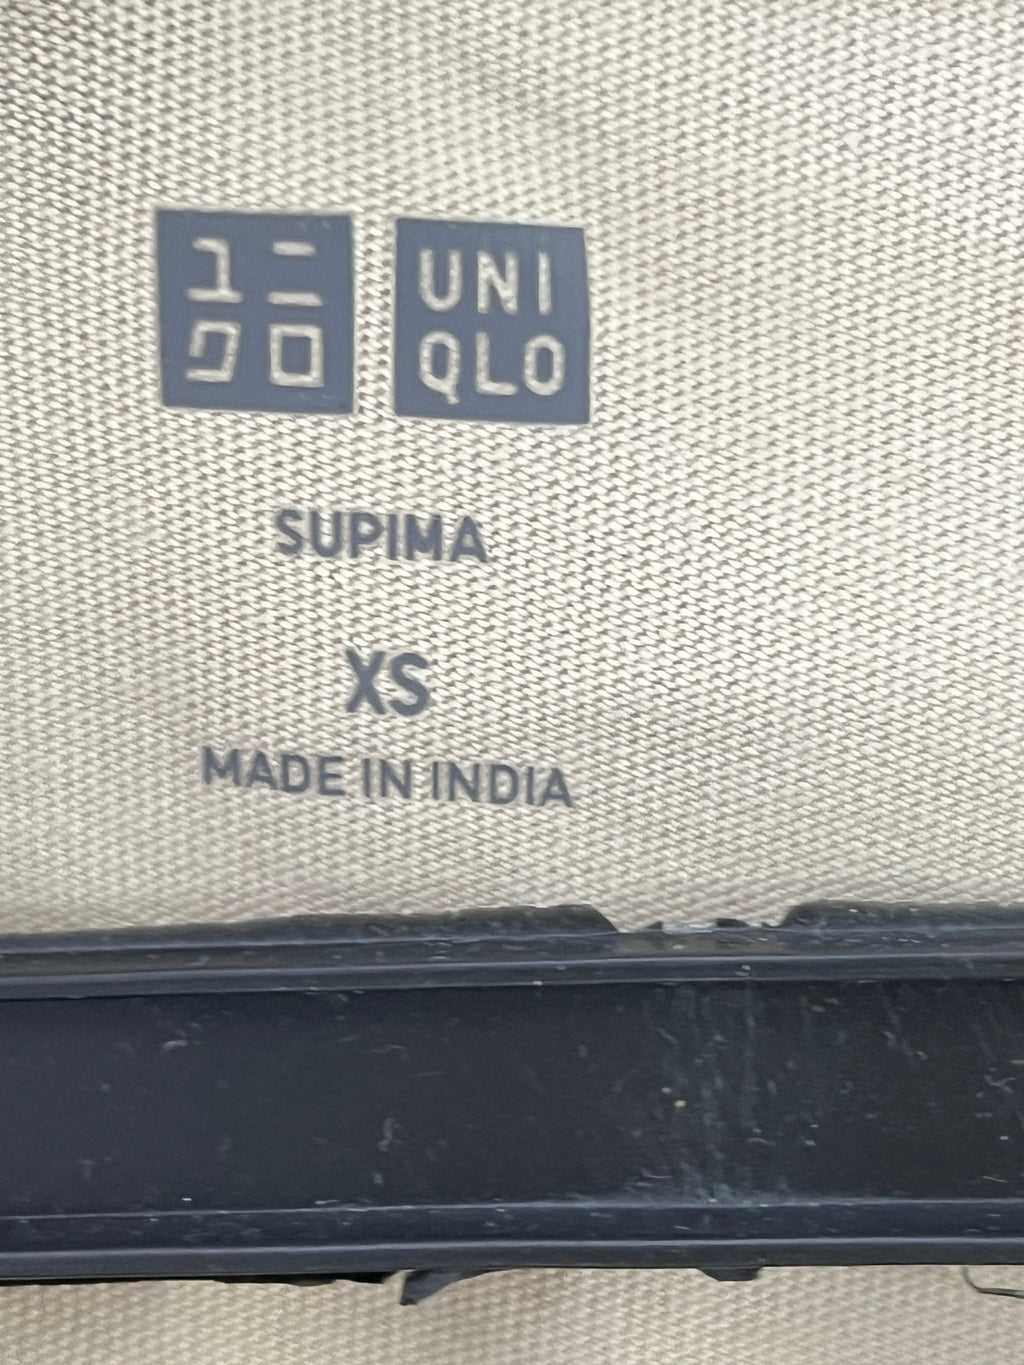 ユニ
クロ
UNI
QLO
SUPIMA
XS
MADE IN INDIA